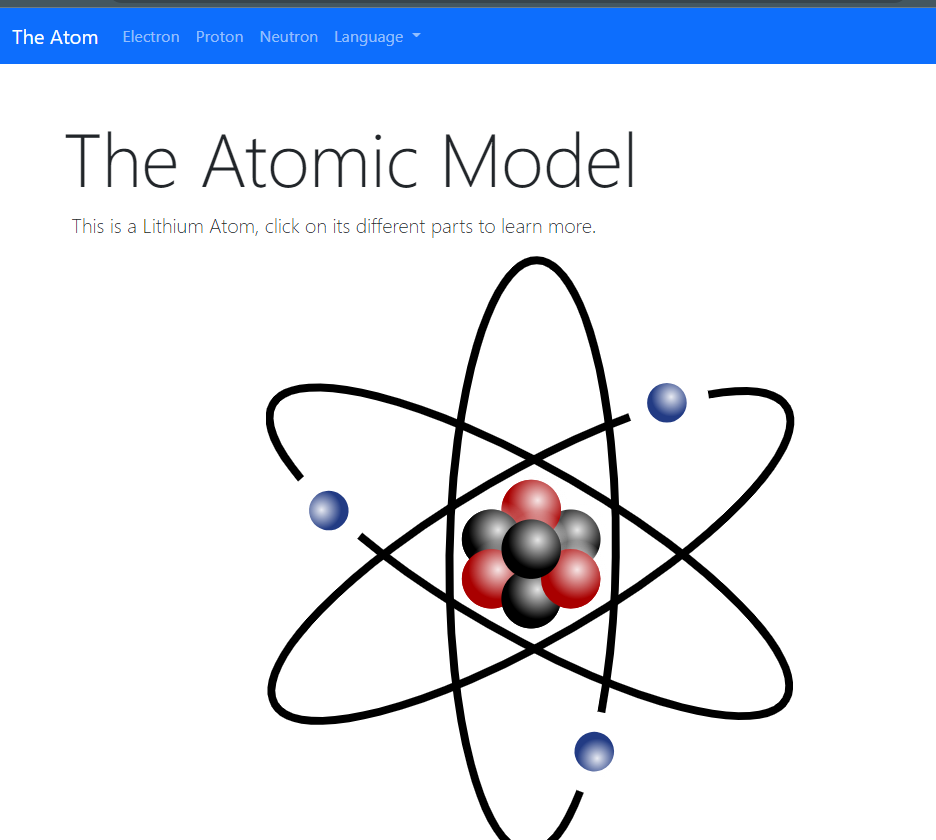 The Atom Electron Proton Neutron Language
The Atomic Model
This is a Lithium Atom, click on its different parts to learn more.